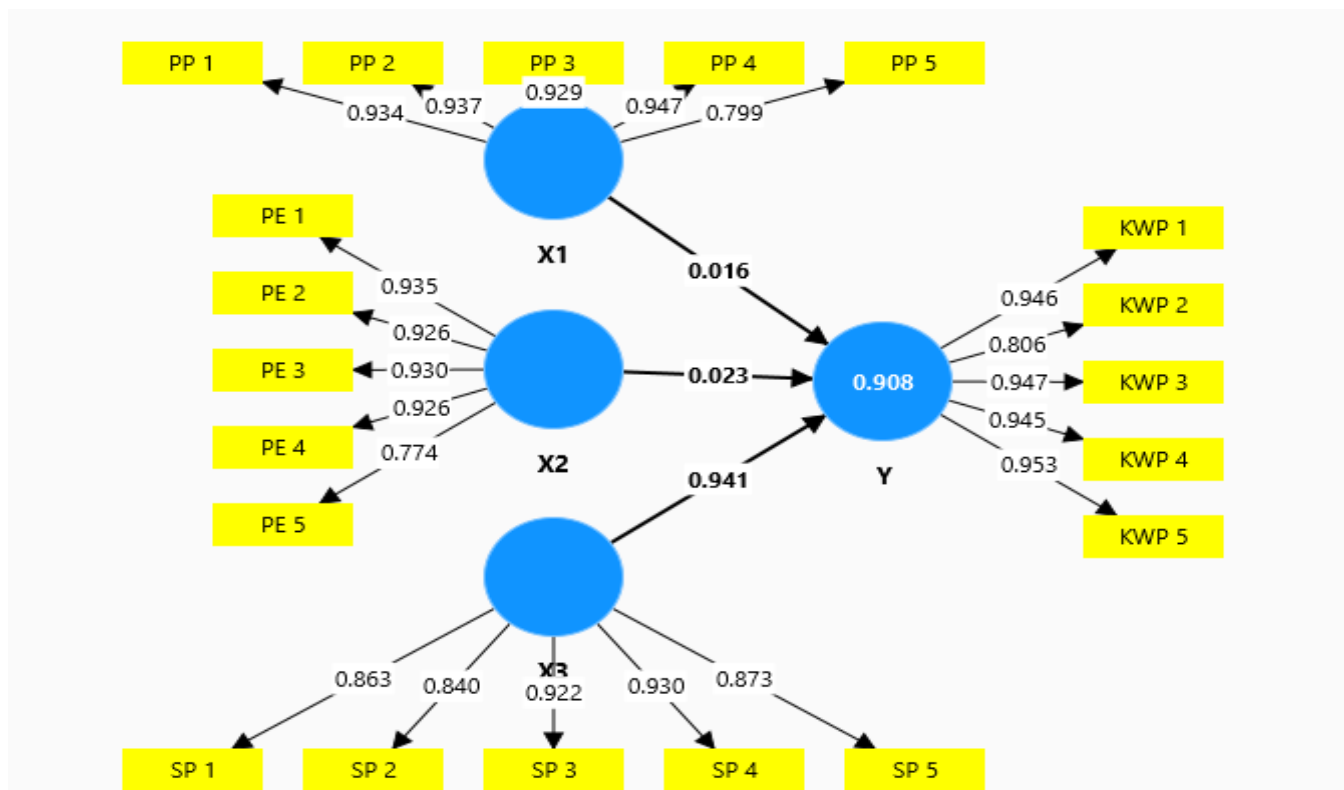 PP 1 PP 2 PP 3 PP 4 PP 5
0.934 0.937 0.929 0.947 0.799
X1
PE 1
PE 2
PE 3
PE 4
PE 5
0.935
0.926
0.930
0.926
0.774
X2
0.016
0.023
0.941
0.908
Y
KWP 1
KWP 2
KWP 3
KWP 4
KWP 5
0.946
0.806
0.947
0.945
0.953
X3
0.863 0.840 0.922 0.930 0.873
SP 1 SP 2 SP 3 SP 4 SP 5